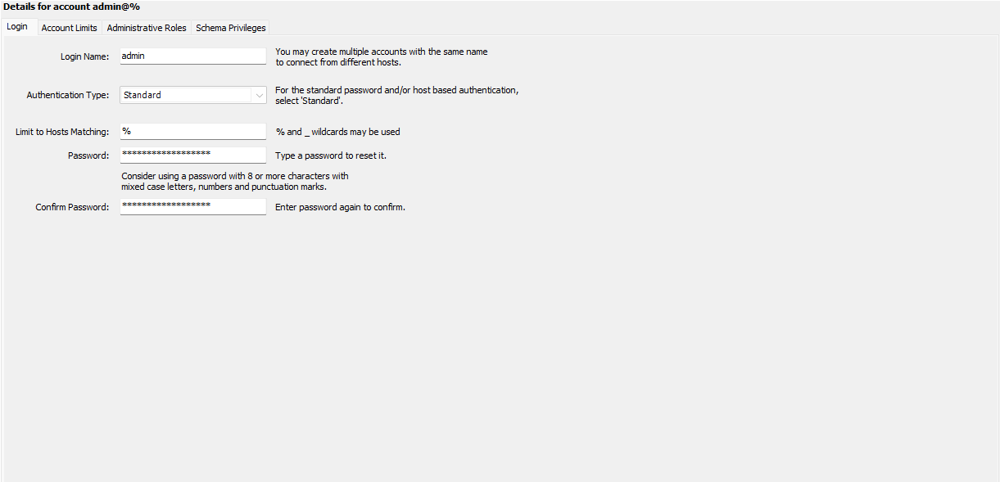 Details for account admin@%
Login Account Limits Administrative Roles Schema Privileges
Login Name: admin You may create multiple accounts with the same name
to connect from different hosts.
Authentication Type: Standard For the standard password and/or host based authentication,
select 'Standard'.
Limit to Hosts Matching: % % and _ wildcards may be used
Password: ****************** Type a password to reset it.
Consider using a password with 8 or more characters with
mixed case letters, numbers and punctuation marks.
Confirm Password: ****************** Enter password again to confirm.